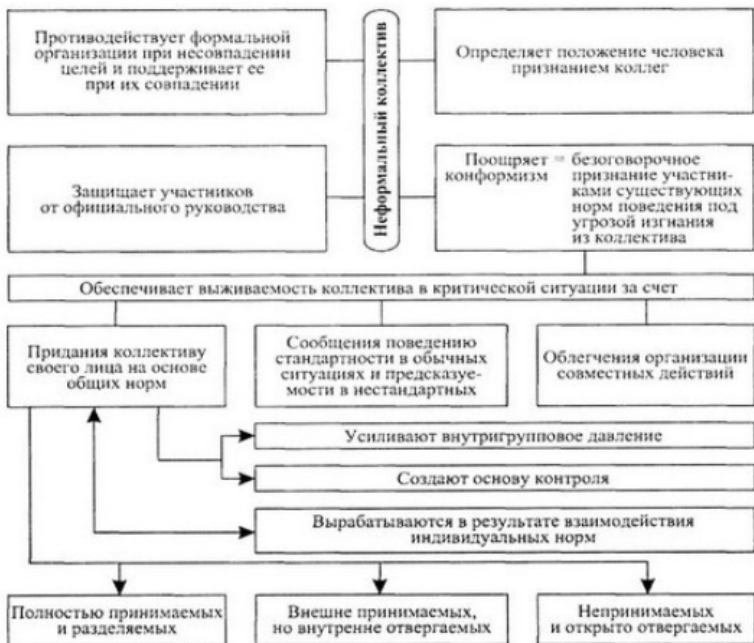 Противодействует формальной
организации при несовпадении
целей и поддерживает ее
при их совпадении
Неформальный коллектив
Определяет положение человека
признанием коллег
Защищает участников
от официального руководства
Поощряет = безоговорочное
конформизм признание участни-
ками существующих
норм поведения под
угрозой изгнания
из коллектива
Обеспечивает выживаемость коллектива в критической ситуации за счет
Придания коллективу
своего лица на основе
общих норм
Сообщения поведению
стандартности в обычных
ситуациях и предсказуе-
мости в нестандартных
Облегчения организации
совместных действий
Усиливают внутригрупповое давление
Создают основу контроля
Вырабатываются в результате взаимодействия
индивидуальных норм
Полностью принимаемых
и разделяемых
Внешне принимаемых,
но внутренне отвергаемых
Непринимаемых
и открыто отвергаемых